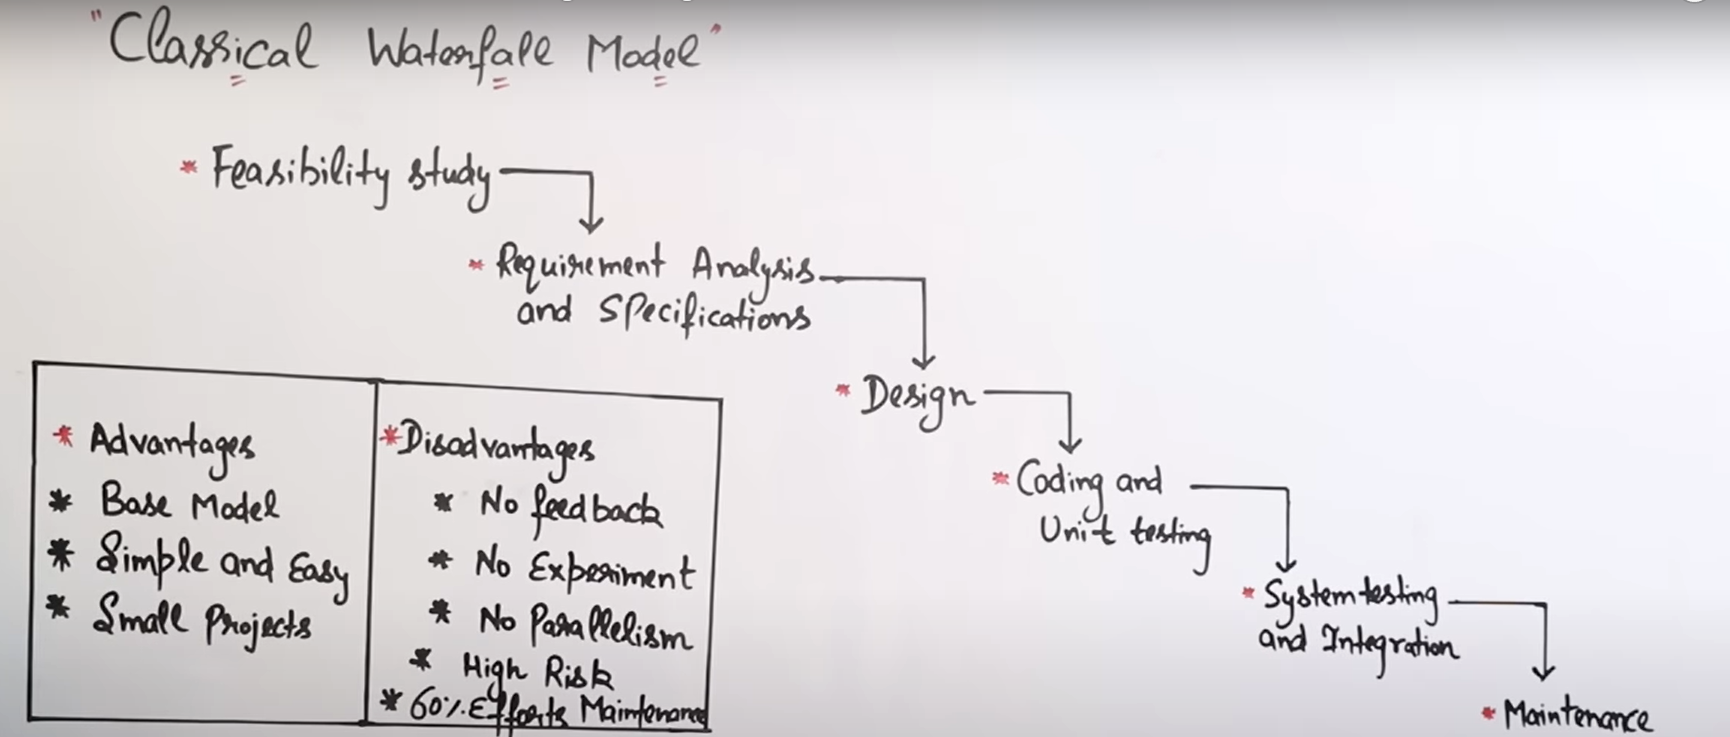 "Classical Waterfall Model"
* Feasibility study
* Requirement Analysis
and Specifications
* Design
* Coding and
Unit testing
* System testing
and Integration
* Maintenance
* Advantages
* Base Model
* Simple and Easy
* Small Projects
* Disadvantages
* No feedback
* No Experiment
* No Parallelism
* High Risk
* 60% Efforts Maintenance